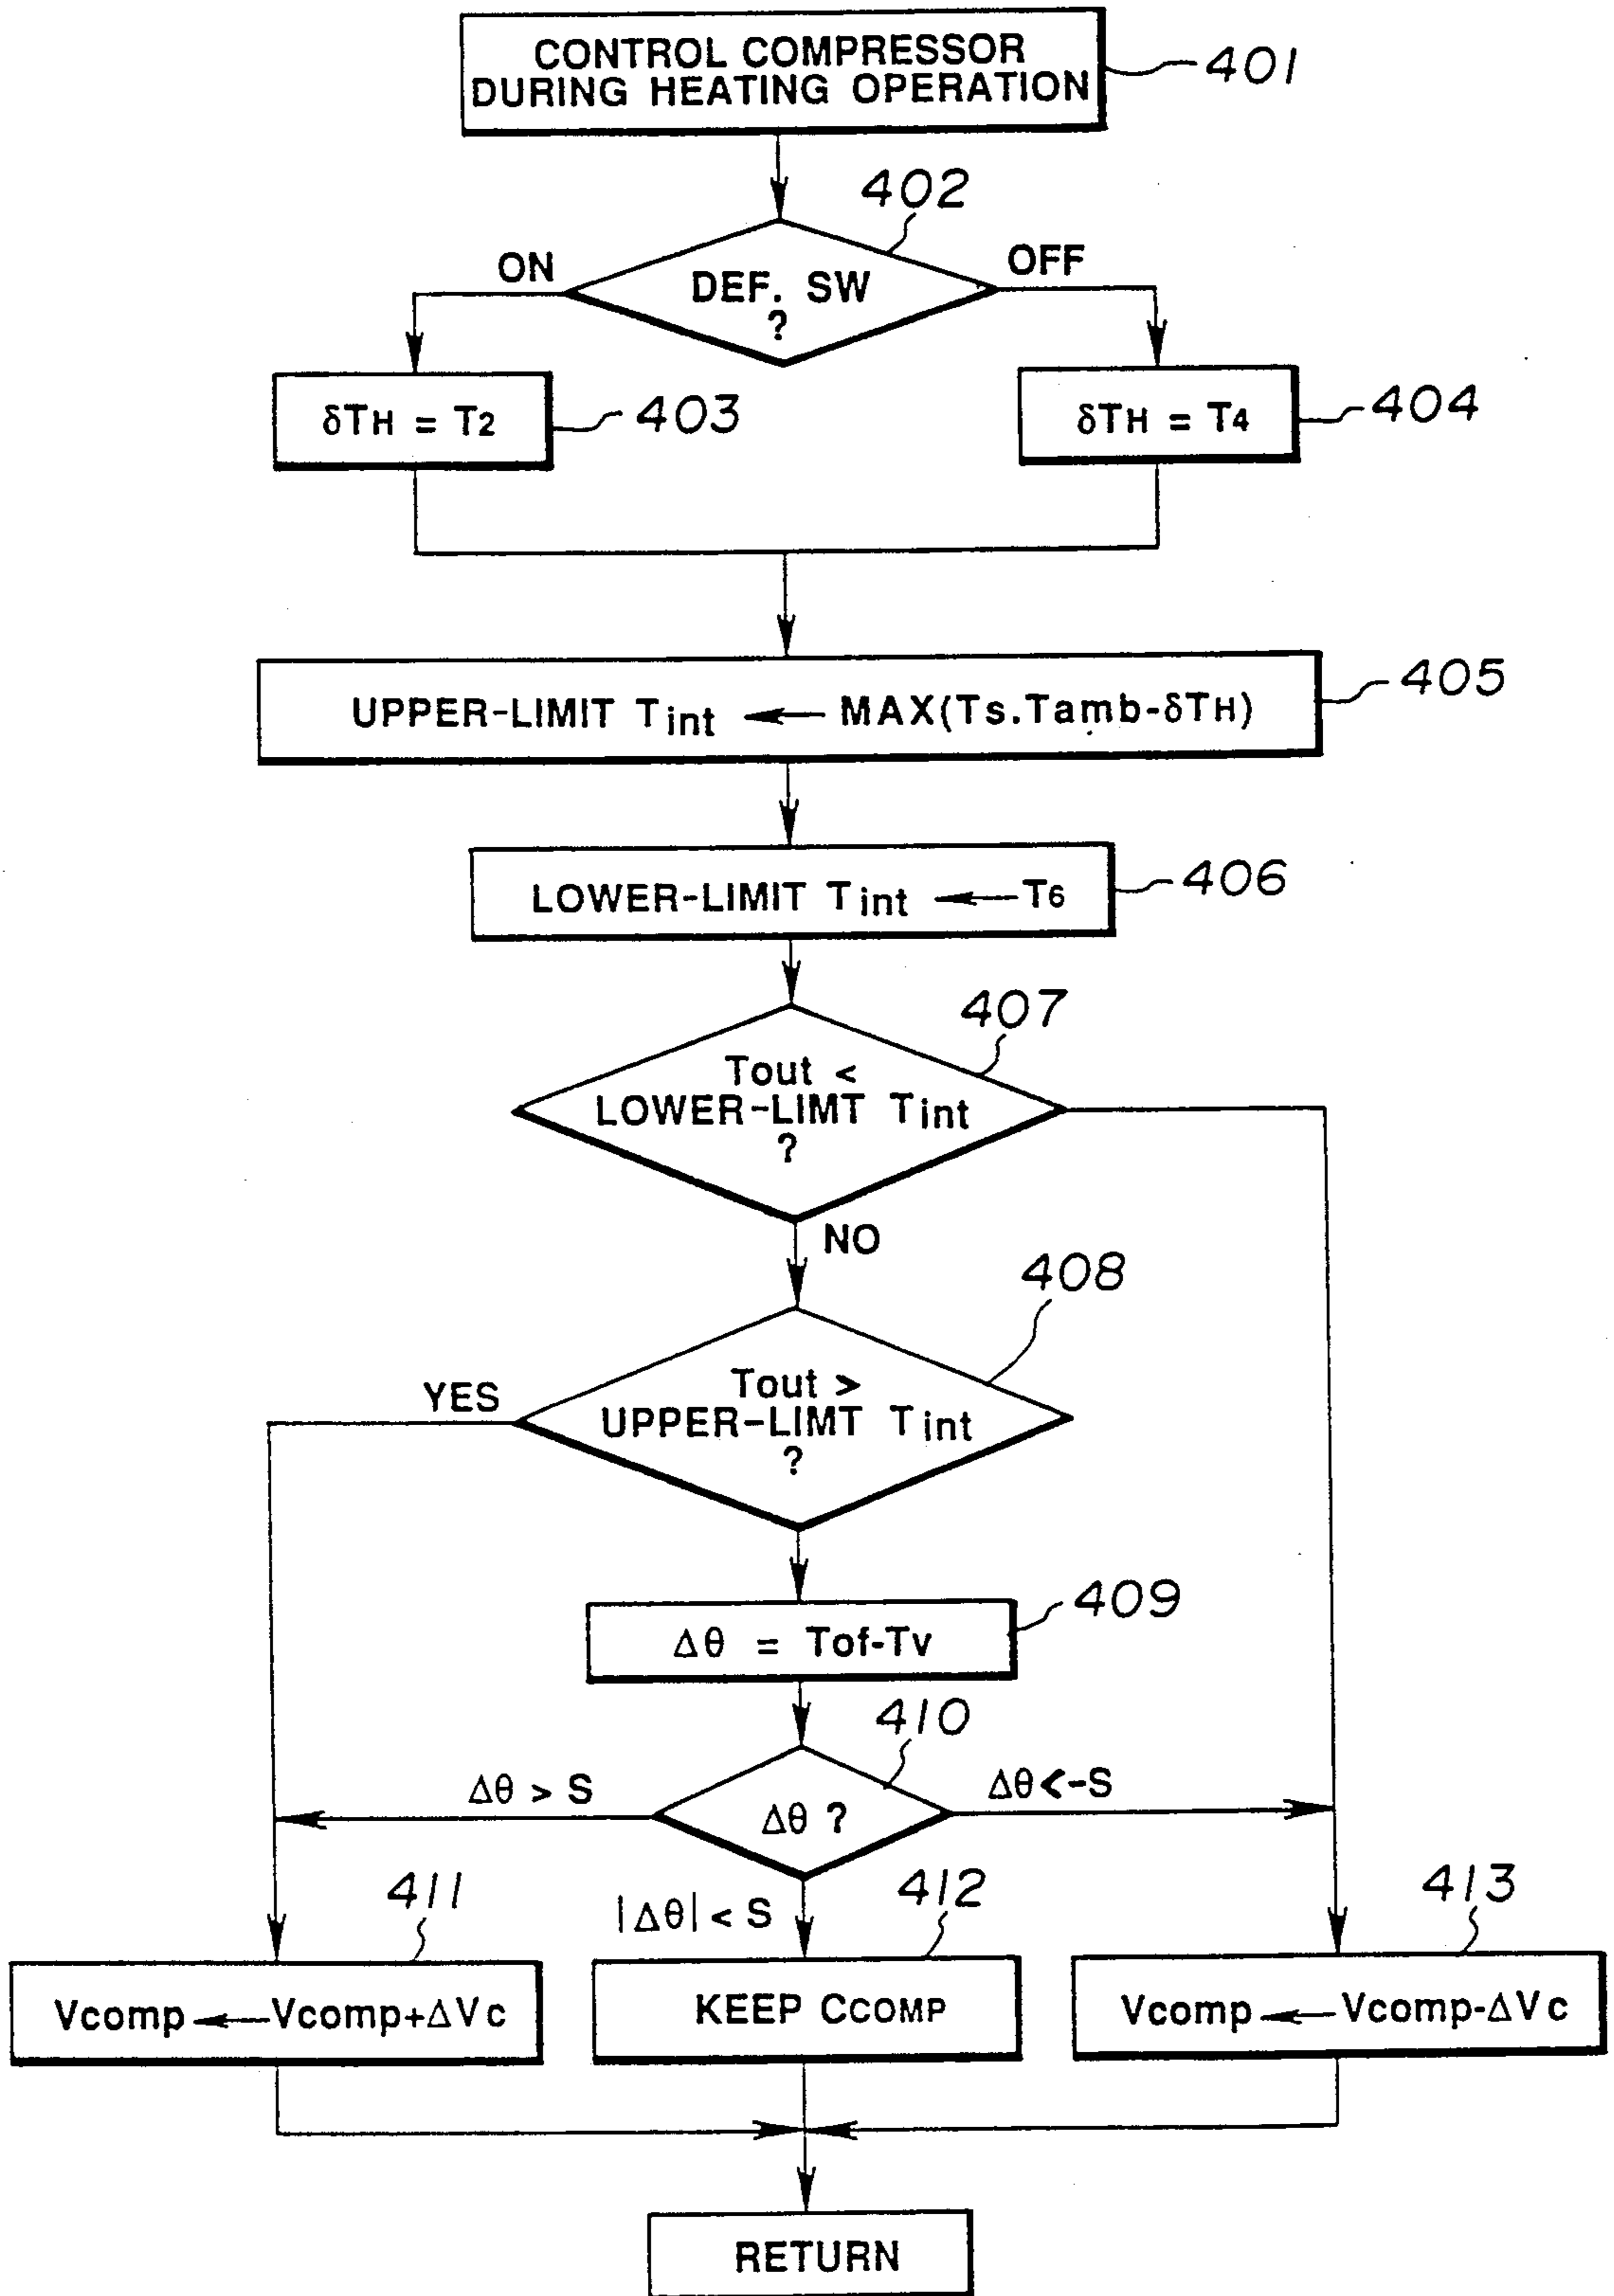 CONTROL COMPRESSOR
DURING HEATING OPERATION
401
402
ON
OFF
DEF. SW
?
δTH = T2
403
δTH = T4
404
UPPER-LIMIT Tint ← MAX(Ts.Tamb-δTH)
405
LOWER-LIMIT Tint ← T6
406
407
Tout <
LOWER-LIMT Tint
?
NO
408
YES
Tout >
UPPER-LIMT Tint
?
Δθ = Tof-Tv
409
410
Δθ > S
Δθ ?
Δθ <-S
|Δθ| < S
411
412
413
Vcomp ← Vcomp+ΔVc
KEEP CCOMP
Vcomp ← Vcomp-ΔVc
RETURN